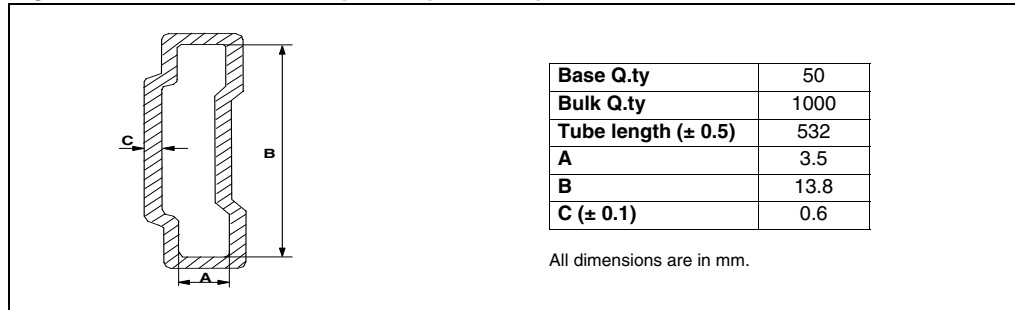 C
B
A
Base Q.ty 50
Bulk Q.ty 1000
Tube length (± 0.5) 532
A 3.5
B 13.8
C (± 0.1) 0.6
All dimensions are in mm.